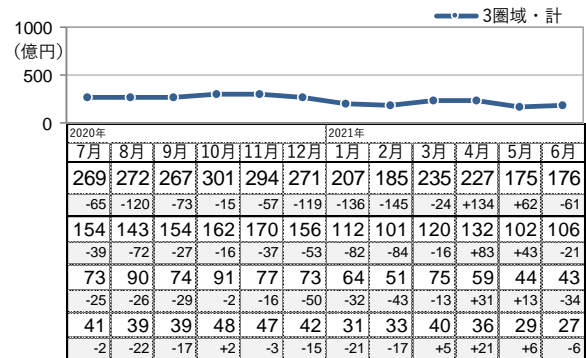 3圏域・計
1000
(億円)
500
0
2020年 2021年
7月 8月 9月 10月 11月 12月 1月 2月 3月 4月 5月 6月
269 272 267 301 294 271 207 185 235 227 175 176
-65 -120 -73 -15 -57 -119 -136 -145 -24 +134 +62 -61
154 143 154 162 170 156 112 101 120 132 102 106
-39 -72 -27 -16 -37 -53 -82 -84 -16 +83 +43 -21
73 90 74 91 77 73 64 51 75 59 44 43
-25 -26 -29 -2 -16 -50 -32 -43 -13 +31 +13 -34
41 39 39 48 47 42 31 33 40 36 29 27
-2 -22 -17 +2 -3 -15 -21 -17 +5 +21 +6 -6